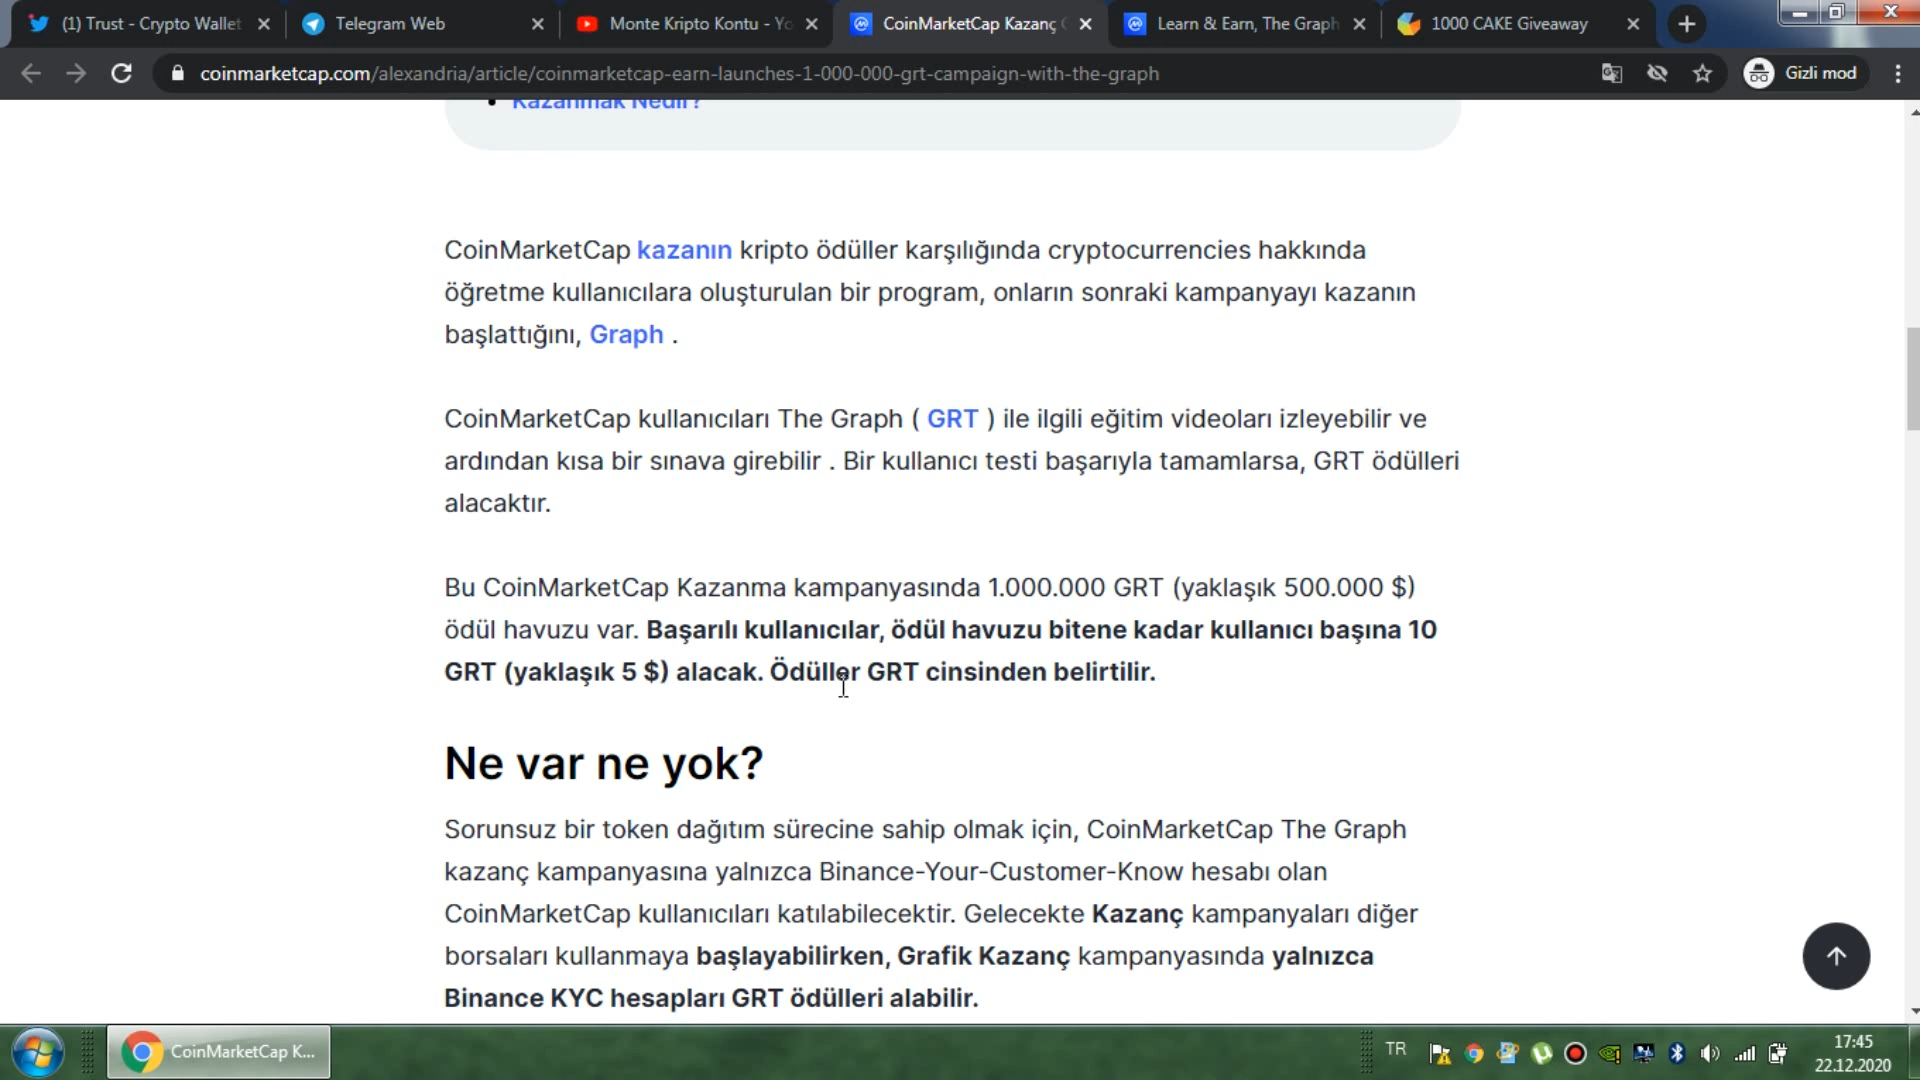 (1) Trust - Crypto Wallet
Telegram Web
Monte Kripto Kontu - Yo
CoinMarketCap Kazanç
Learn & Earn, The Graph
1000 CAKE Giveaway
coinmarketcap.com/alexandria/article/coinmarketcap-earn-launches-1-000-000-grt-campaign-with-the-graph
Gizli mod
Kazanmak Nedir?
CoinMarketCap kazanın kripto ödüller karşılığında cryptocurrencies hakkında
öğretme kullanıcılara oluşturulan bir program, onların sonraki kampanyayı kazanın
başlattığını, Graph .
CoinMarketCap kullanıcıları The Graph ( GRT ) ile ilgili eğitim videoları izleyebilir ve
ardından kısa bir sınava girebilir . Bir kullanıcı testi başarıyla tamamlarsa, GRT ödülleri
alacaktır.
Bu CoinMarketCap Kazanma kampanyasında 1.000.000 GRT (yaklaşık 500.000 $)
ödül havuzu var. Başarılı kullanıcılar, ödül havuzu bitene kadar kullanıcı başına 10
GRT (yaklaşık 5 $) alacak. Ödüller GRT cinsinden belirtilir.
Ne var ne yok?
Sorunsuz bir token dağıtım sürecine sahip olmak için, CoinMarketCap The Graph
kazanç kampanyasına yalnızca Binance-Your-Customer-Know hesabı olan
CoinMarketCap kullanıcıları katılabilecektir. Gelecekte Kazanç kampanyaları diğer
borsaları kullanmaya başlayabilirken, Grafik Kazanç kampanyasında yalnızca
Binance KYC hesapları GRT ödülleri alabilir.
CoinMarketCap K...
TR
17:45
22.12.2020